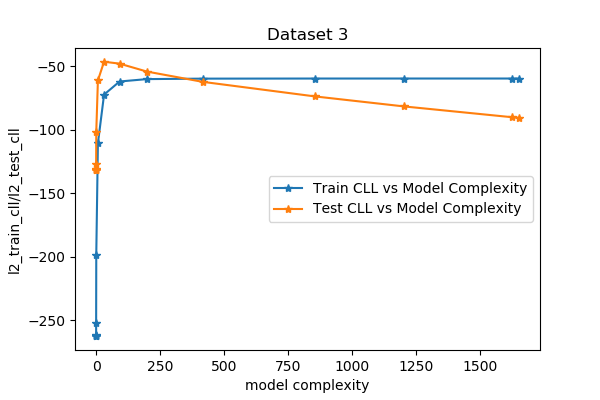 Dataset 3
l2_train_cll/l2_test_cll
−50
−100
−150
−200
−250
Train CLL vs Model Complexity
Test CLL vs Model Complexity
0 250 500 750 1000 1250 1500
model complexity